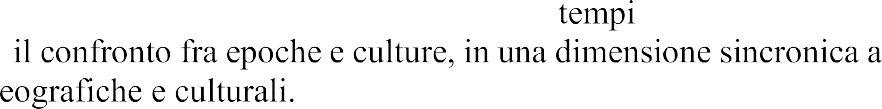 tempi
il confronto fra epoche e culture, in una dimensione sincronica a
eografiche e culturali.